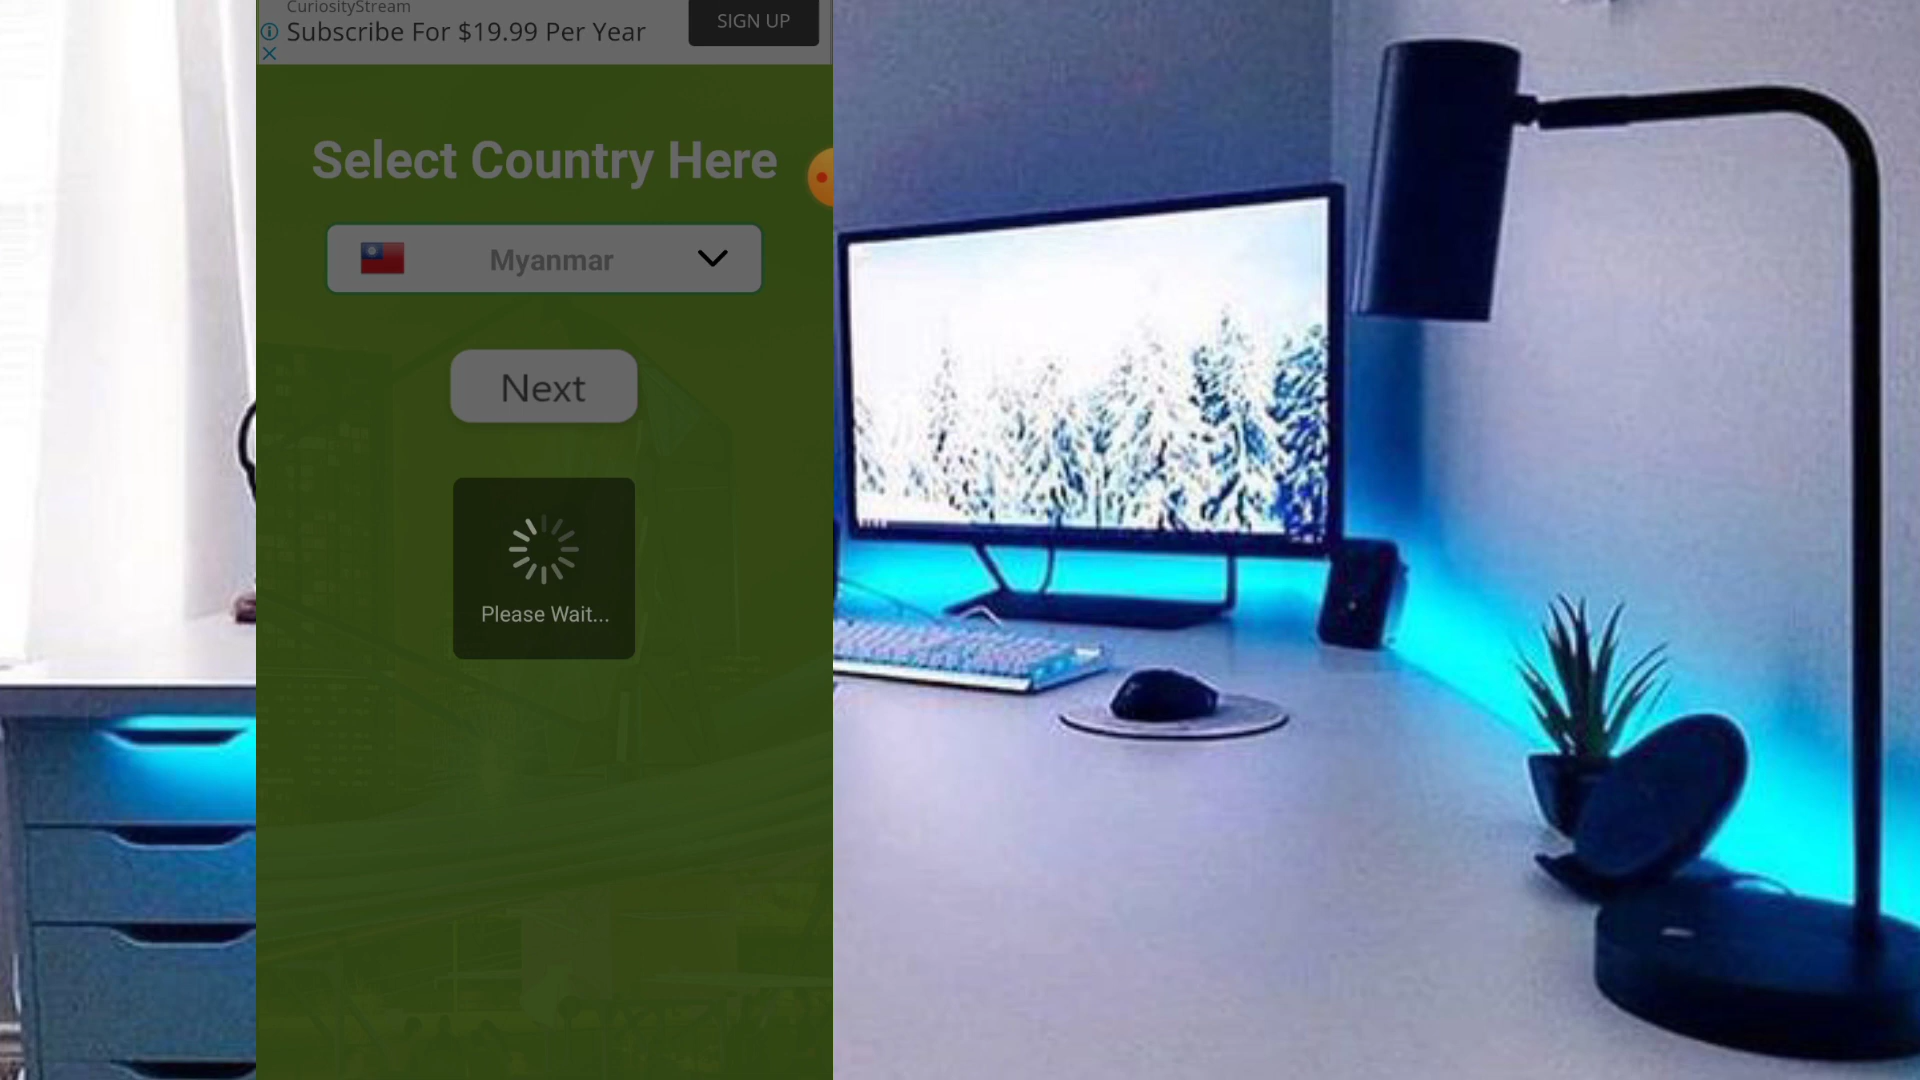 CuriosityStream
Subscribe For $19.99 Per Year
SIGN UP
Select Country Here
Myanmar
Next
Please Wait...